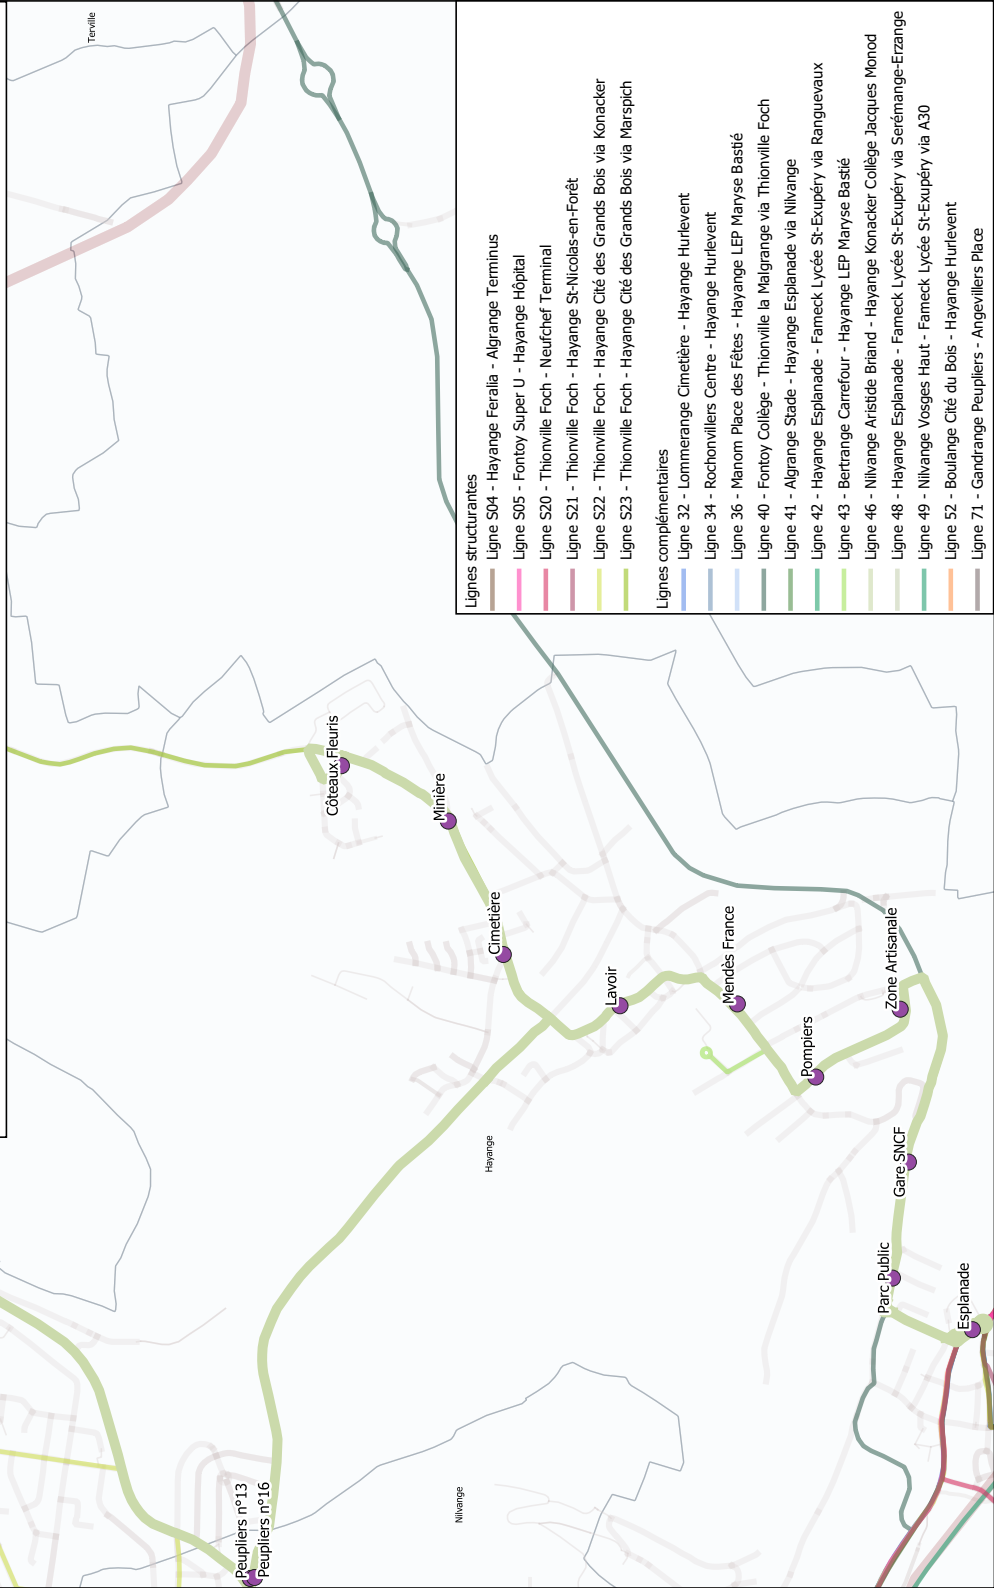 Terville
Lignes structurantes
Ligne S04 - Hayange Feralia - Algrange Terminus
Ligne S05 - Fontoy Super U - Hayange Hôpital
Ligne S20 - Thionville Foch - Neufchef Terminal
Ligne S21 - Thionville Foch - Hayange St-Nicolas-en-Forêt
Ligne S22 - Thionville Foch - Hayange Cité des Grands Bois via Konacker
Ligne S23 - Thionville Foch - Hayange Cité des Grands Bois via Marspich
Lignes complémentaires
Ligne 32 - Lommerange Cimetière - Hayange Hurlevent
Ligne 34 - Rochonvillers Centre - Hayange Hurlevent
Ligne 36 - Manom Place des Fêtes - Hayange LEP Maryse Bastié
Ligne 40 - Fontoy Collège - Thionville la Malgrange via Thionville Foch
Ligne 41 - Algrange Stade - Hayange Esplanade via Nilvange
Ligne 42 - Hayange Esplanade - Fameck Lycée St-Exupéry via Ranguevaux
Ligne 43 - Bertrange Carrefour - Hayange LEP Maryse Bastié
Ligne 46 - Nilvange Aristide Briand - Hayange Konacker Collège Jacques Monod
Ligne 48 - Hayange Esplanade - Fameck Lycée St-Exupéry via Serémange-Erzange
Ligne 49 - Nilvange Vosges Haut - Fameck Lycée St-Exupéry via A30
Ligne 52 - Boulange Cité du Bois - Hayange Hurlevent
Ligne 71 - Gandrange Peupliers - Angevillers Place
Côteaux Fleuris
Minière
Cimetière
Lavoir
Mendès France
Zone Artisanale
Pompiers
Hayange
Gare SNCF
Parc Public
Esplanade
Nilvange
Peupliers n°13
Peupliers n°16